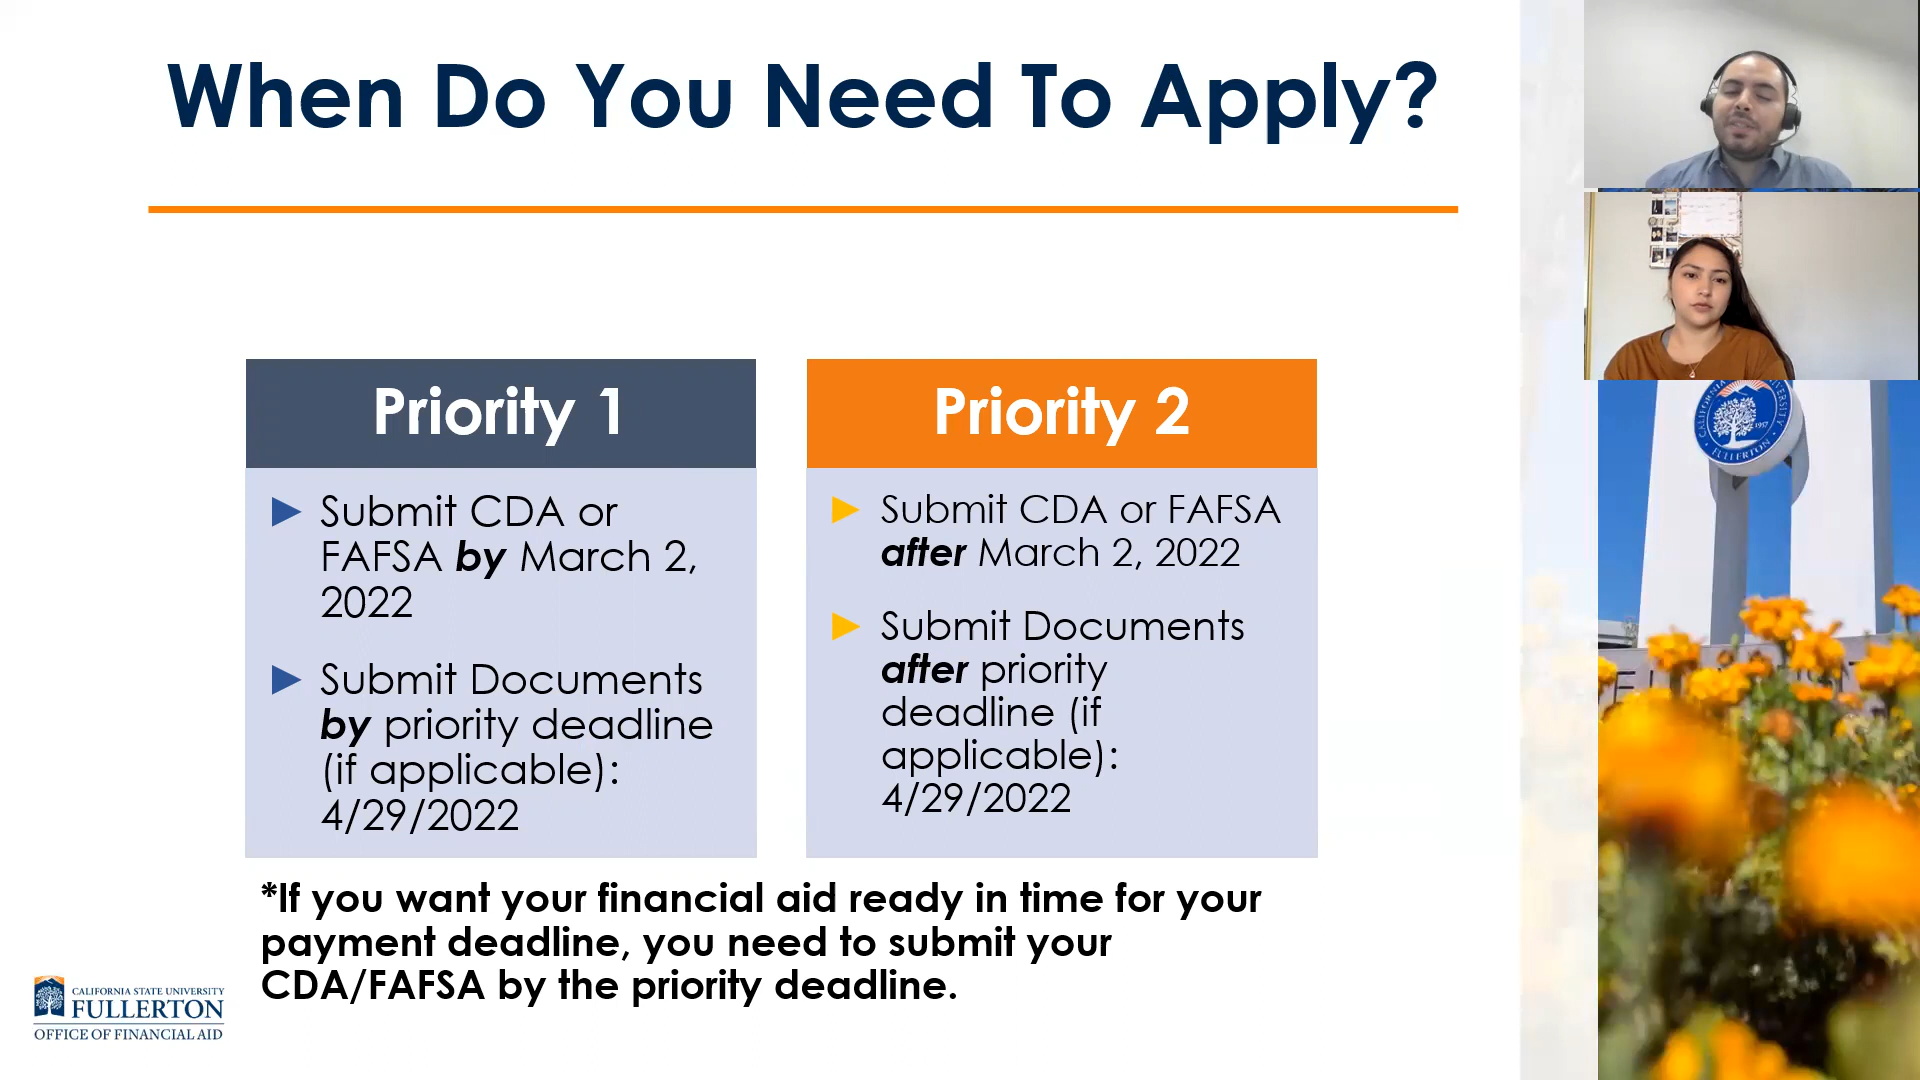 When Do You Need To Apply?
Priority 1
► Submit CDA or
FAFSA by March 2,
2022
► Submit Documents
by priority deadline
(if applicable):
4/29/2022
Priority 2
► Submit CDA or FAFSA
after March 2, 2022
► Submit Documents
after priority
deadline (if
applicable):
4/29/2022
*If you want your financial aid ready in time for your
payment deadline, you need to submit your
CDA/FAFSA by the priority deadline.
CALIFORNIA STATE UNIVERSITY
FULLERTON
OFFICE OF FINANCIAL AID
1957
FULLERTON